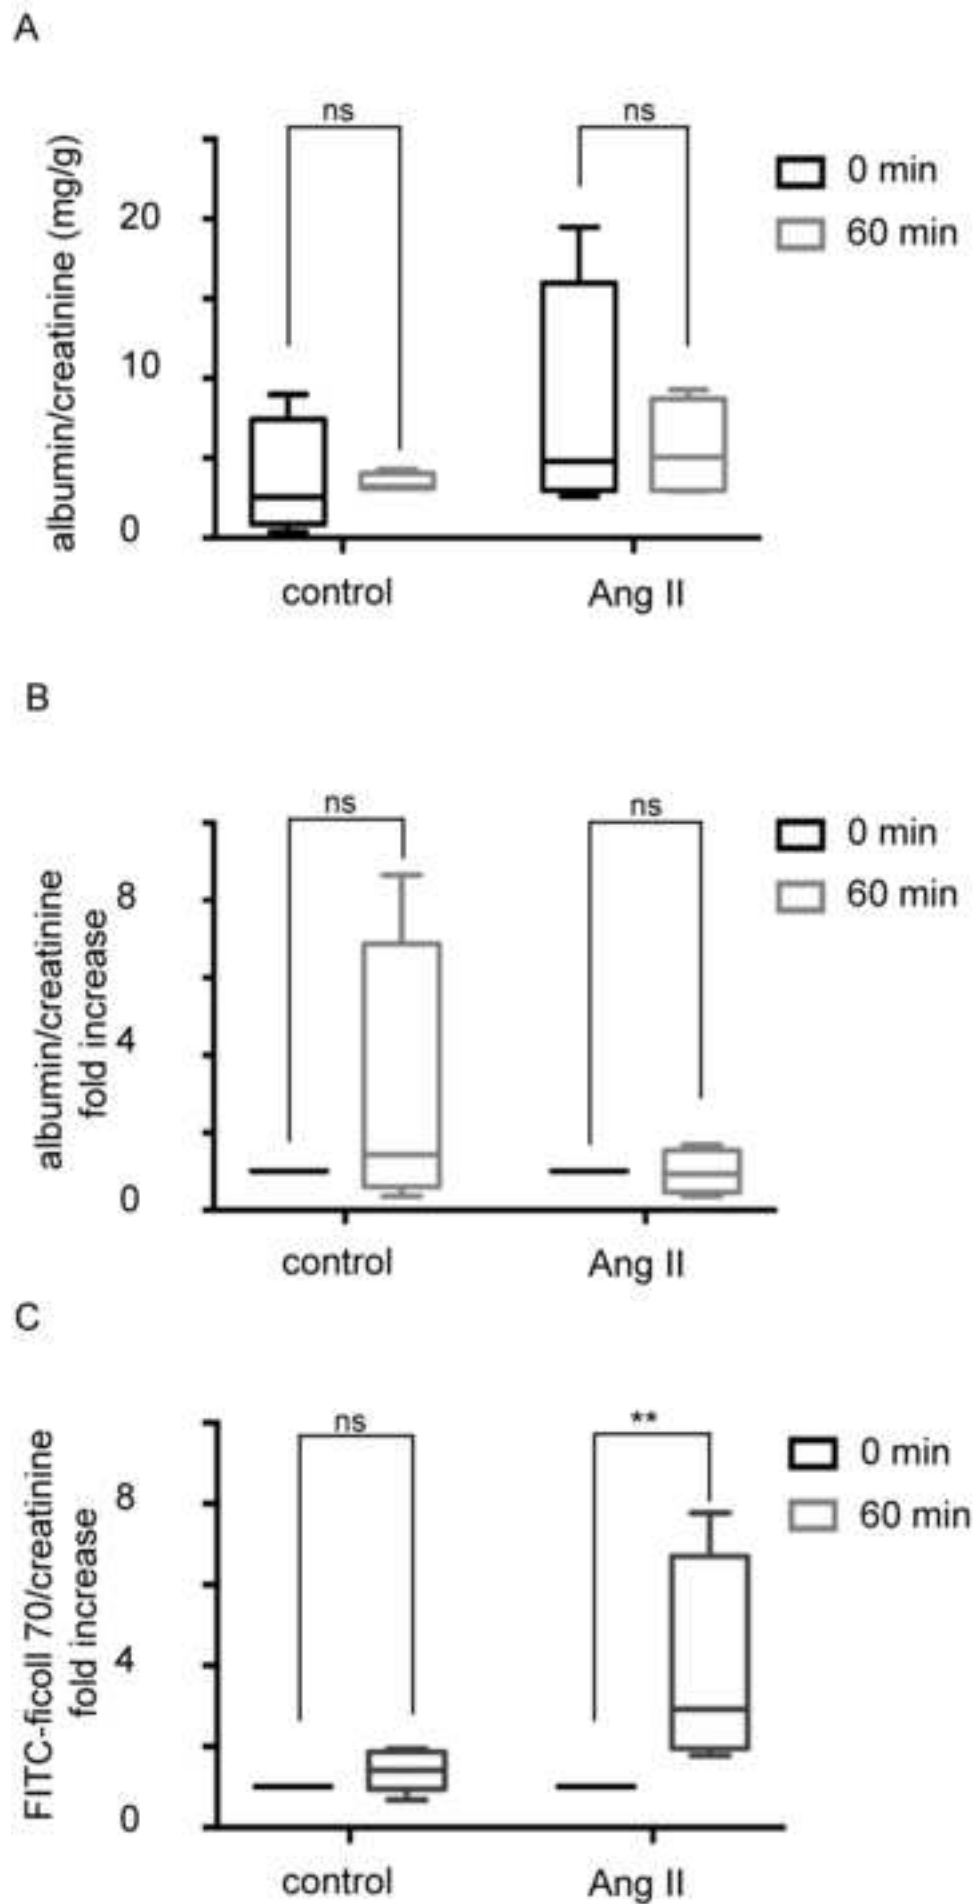 A
ns
ns
0 min
60 min
albumin/creatinine (mg/g)
20
10
0
control
Ang II
B
ns
ns
0 min
60 min
albumin/creatinine
fold increase
8
4
0
control
Ang II
C
ns
**
0 min
60 min
FITC-ficoll 70/creatinine
fold increase
8
4
0
control
Ang II